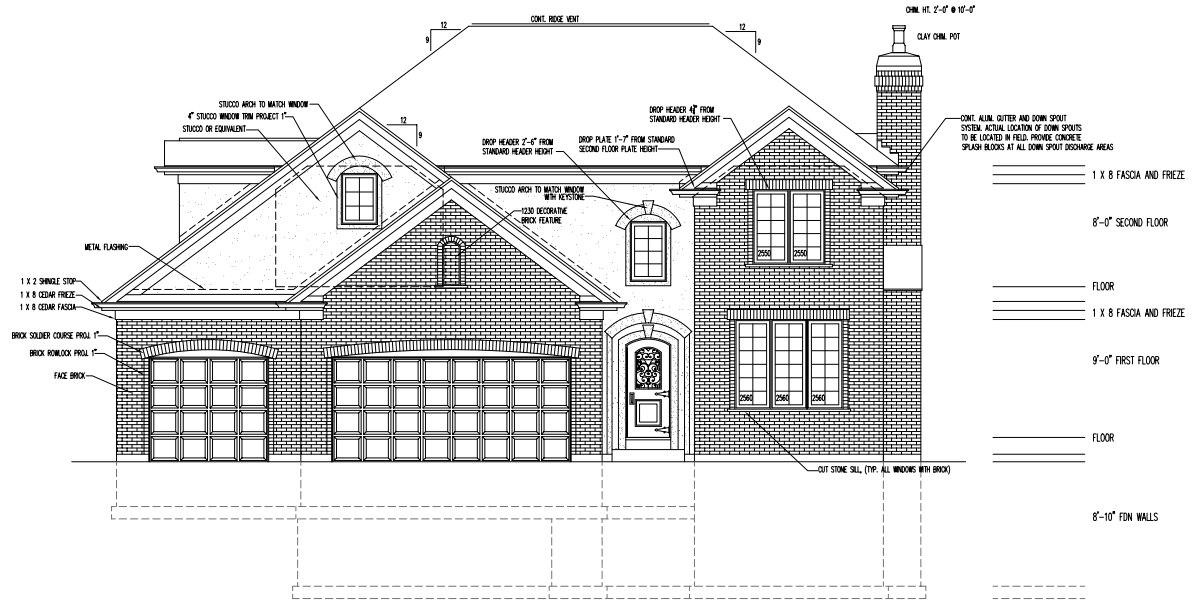 CHIM. HT. 2'-0" @ 10'-0"
CONT. RIDGE VENT
12
9
12
9
CLAY CHIM. POT
STUCCO ARCH TO MATCH WINDOW
4" STUCCO WINDOW TRIM PROJECT 1"
STUCCO OR EQUIVALENT
12
9
DROP HEADER 2'-6" FROM
STANDARD HEADER HEIGHT
DROP PLATE 1'-7" FROM STANDARD
SECOND FLOOR PLATE HEIGHT
DROP HEADER FROM
STANDARD HEADER HEIGHT
CONT. ALUM. GUTTER AND DOWN SPOUT
SYSTEM. ACTUAL LOCATION OF DOWN SPOUTS
TO BE LOCATED IN FIELD. PROVIDE CONCRETE
SPLASH BLOCKS AT ALL DOWN SPOUT DISCHARGE AREAS
1 X 8 FASCIA AND FRIEZE
STUCCO ARCH TO MATCH WINDOW
WITH KEYSTONE
1230 DECORATIVE
BRICK FEATURE
8'-0" SECOND FLOOR
METAL FLASHING
2550
2550
1 X 2 SHINGLE STOP
1 X 8 CEDAR FRIEZE
1 X 8 CEDAR FASCIA
FLOOR
1 X 8 FASCIA AND FRIEZE
BRICK SOLDIER COURSE PROJ. 1"
BRICK ROWLOCK PROJ. 1"
FACE BRICK
9'-0" FIRST FLOOR
2560
2560
2560
FLOOR
CUT STONE SILL, (TYP. ALL WINDOWS WITH BRICK)
8'-10" FDN WALLS